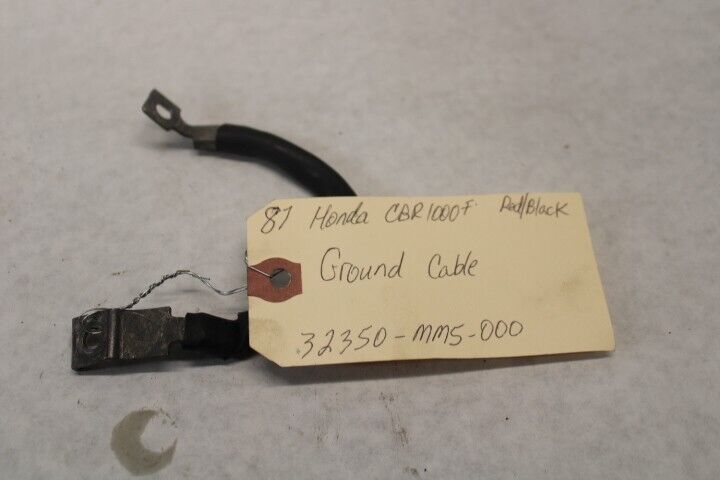 87 Honda CBR1000F Red/Black
Ground Cable
32350-MM5-000